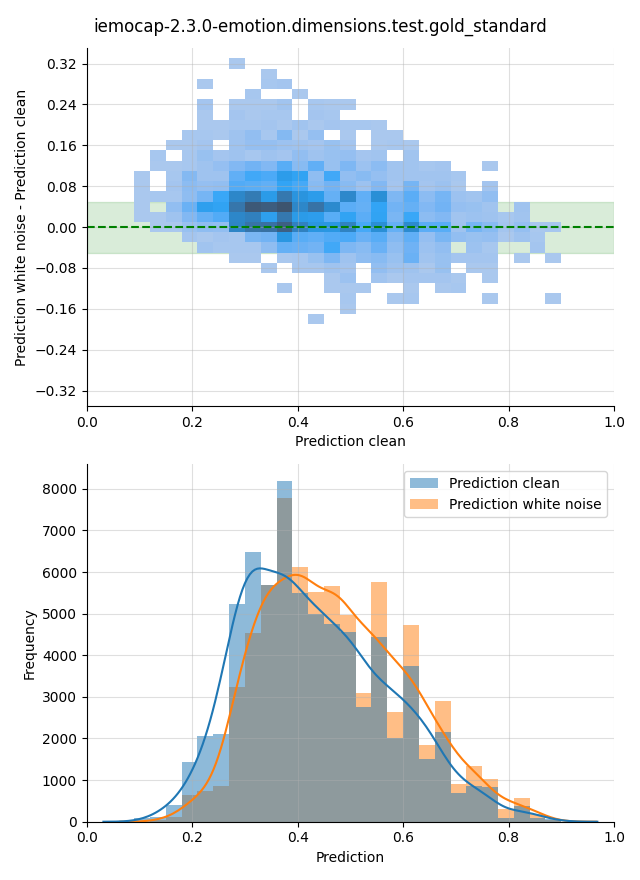 iemocap-2.3.0-emotion.dimensions.test.gold_standard
0.32
0.24
0.16
0.08
0.00
−0.08
−0.16
−0.24
−0.32
Prediction white noise - Prediction clean
0.0 0.2 0.4 0.6 0.8 1.0
Prediction clean
Prediction clean
Prediction white noise
8000
7000
6000
5000
4000
3000
2000
1000
0
Frequency
0.0 0.2 0.4 0.6 0.8 1.0
Prediction